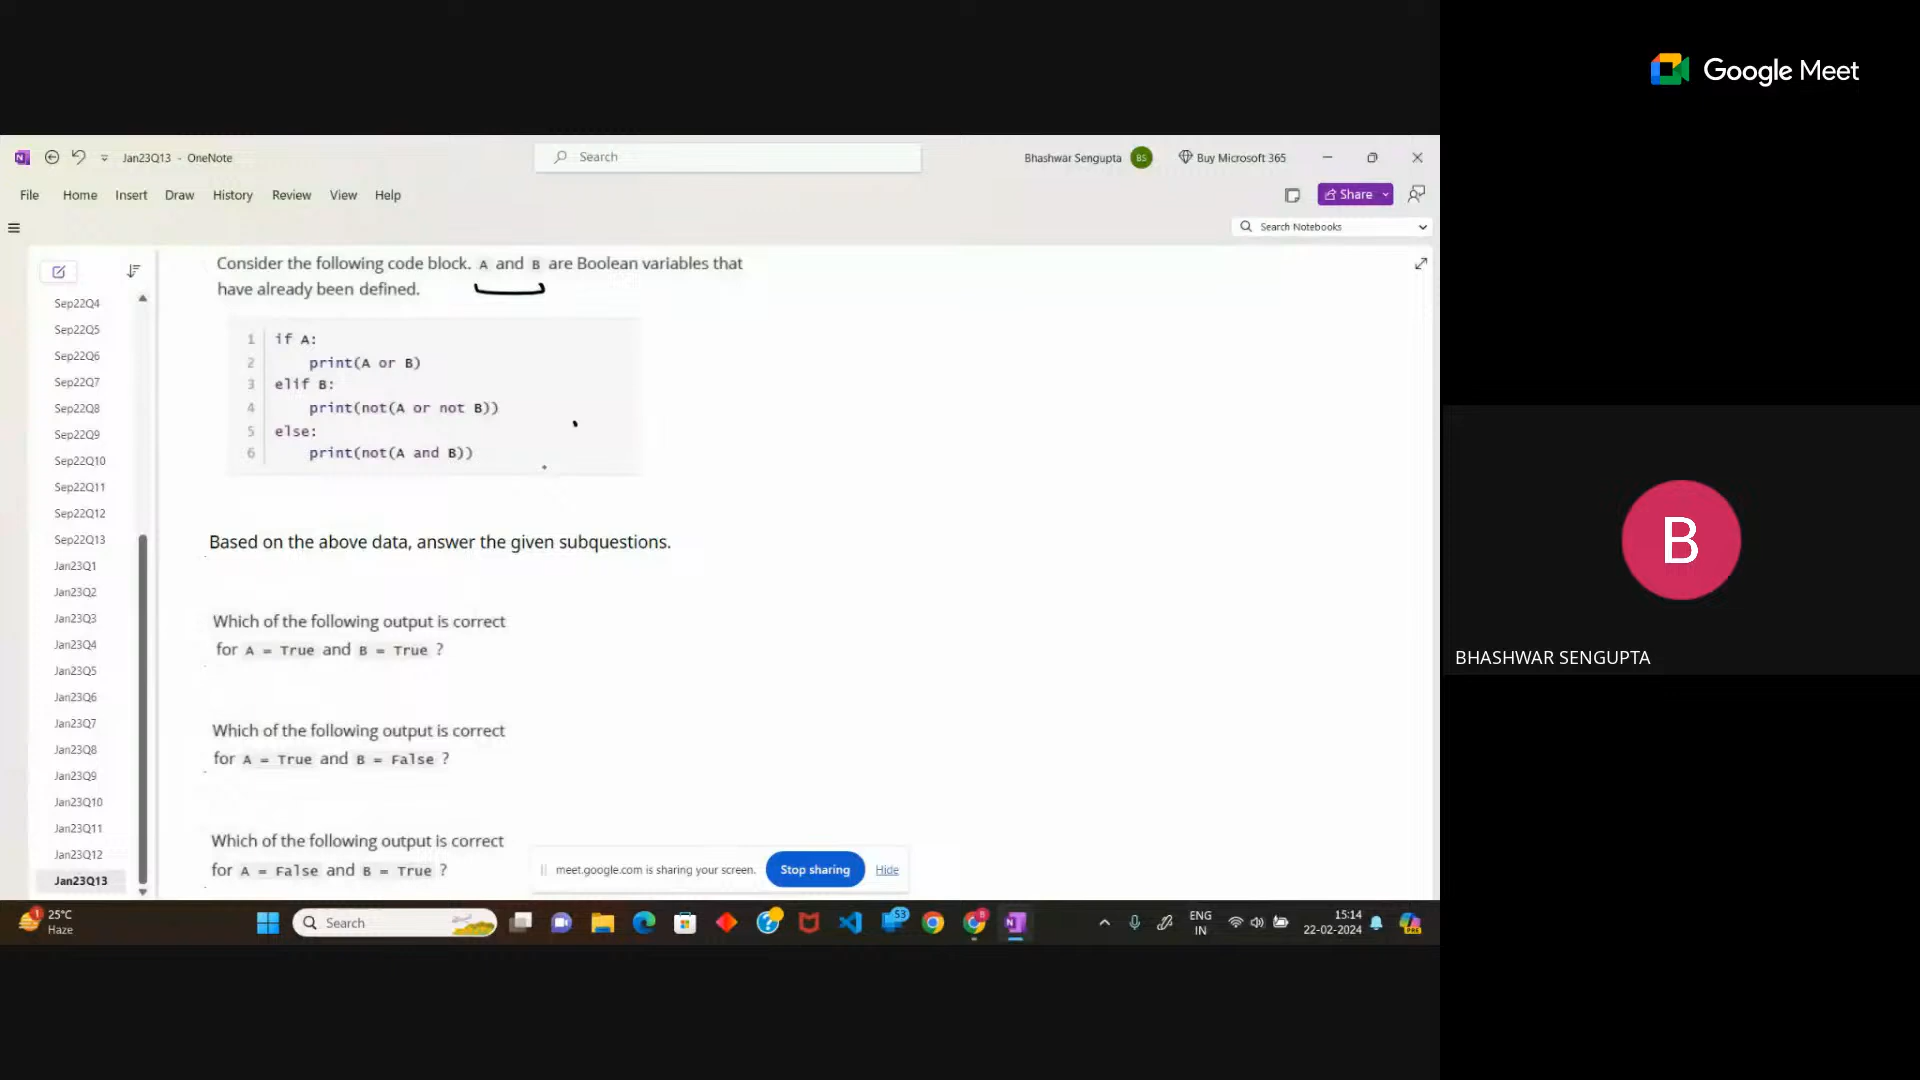 Google Meet
Jan23Q13 - OneNote
Search
Bhashwar Sengupta
BS
Buy Microsoft 365
File Home Insert Draw History Review View Help
Share
Search Notebooks
Sep22Q4
Sep22Q5
Sep22Q6
Sep22Q7
Sep22Q8
Sep22Q9
Sep22Q10
Sep22Q11
Sep22Q12
Sep22Q13
Jan23Q1
Jan23Q2
Jan23Q3
Jan23Q4
Jan23Q5
Jan23Q6
Jan23Q7
Jan23Q8
Jan23Q9
Jan23Q10
Jan23Q11
Jan23Q12
Jan23Q13
Consider the following code block. A and B are Boolean variables that
have already been defined.
1 if A:
2 print(A or B)
3 elif B:
4 print(not(A or not B))
5 else:
6 print(not(A and B))
Based on the above data, answer the given subquestions.
Which of the following output is correct
for A = True and B = True ?
Which of the following output is correct
for A = True and B = False ?
Which of the following output is correct
for A = False and B = True ?
meet.google.com is sharing your screen.
Stop sharing
Hide
B
BHASHWAR SENGUPTA
1
25°C
Haze
Search
53
ENG
IN
15:14
22-02-2024